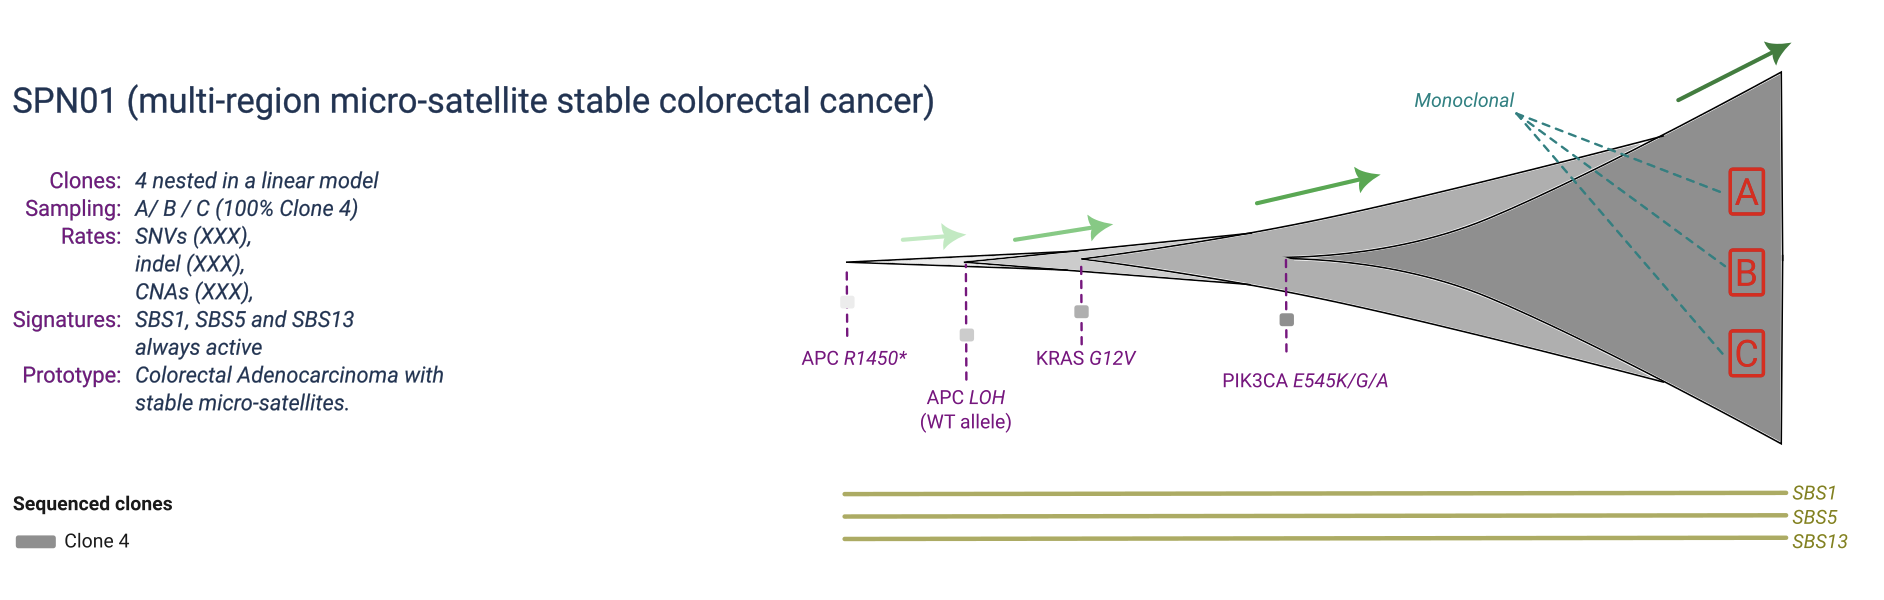 SPN01 (multi-region micro-satellite stable colorectal cancer)
Clones: 4 nested in a linear model
Sampling: A/ B / C (100% Clone 4)
Rates: SNVs (XXX),
indel (XXX),
CNAs (XXX),
Signatures: SBS1, SBS5 and SBS13
always active
Prototype: Colorectal Adenocarcinoma with
stable micro-satellites.
Monoclonal
A
B
C
APC R1450*
APC LOH
(WT allele)
KRAS G12V
PIK3CA E545K/G/A
Sequenced clones
Clone 4
SBS1
SBS5
SBS13